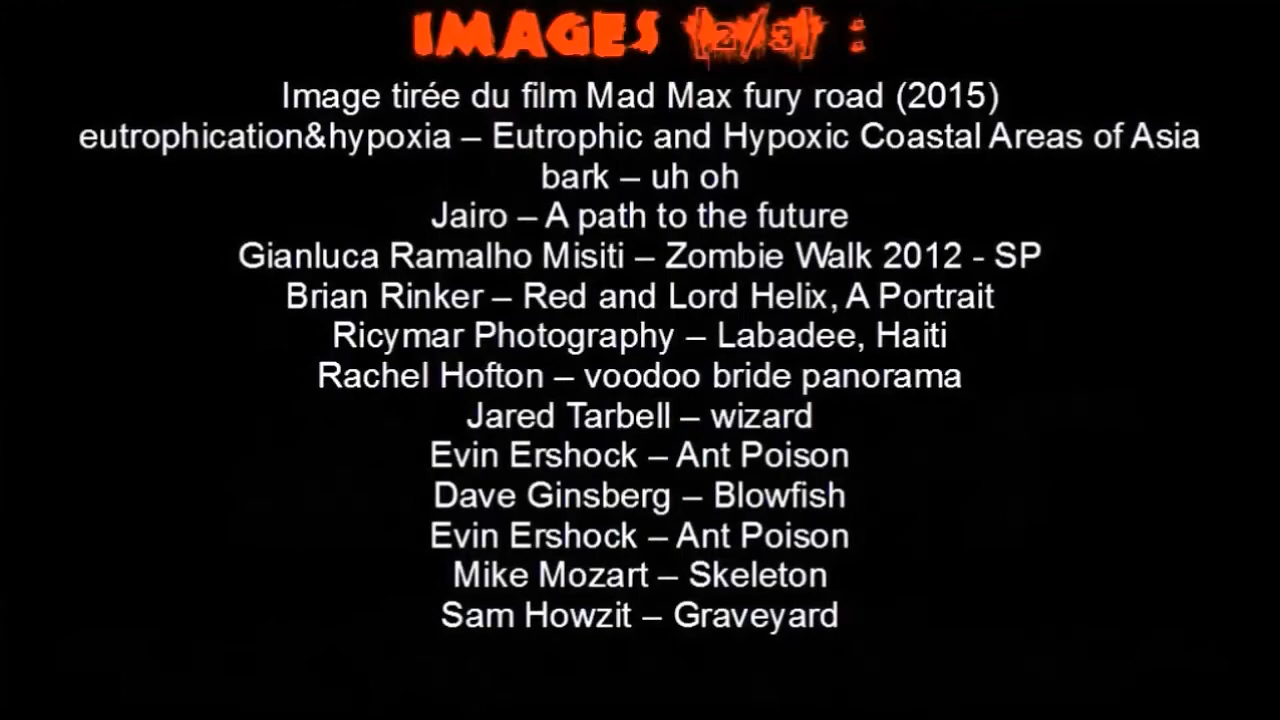 IMAGES [2/3] :
Image tirée du film Mad Max fury road (2015)
eutrophication&hypoxia – Eutrophic and Hypoxic Coastal Areas of Asia
bark – uh oh
Jairo – A path to the future
Gianluca Ramalho Misiti – Zombie Walk 2012 - SP
Brian Rinker – Red and Lord Helix, A Portrait
Ricymar Photography – Labadee, Haiti
Rachel Hofton – voodoo bride panorama
Jared Tarbell – wizard
Evin Ershock – Ant Poison
Dave Ginsberg – Blowfish
Evin Ershock – Ant Poison
Mike Mozart – Skeleton
Sam Howzit – Graveyard